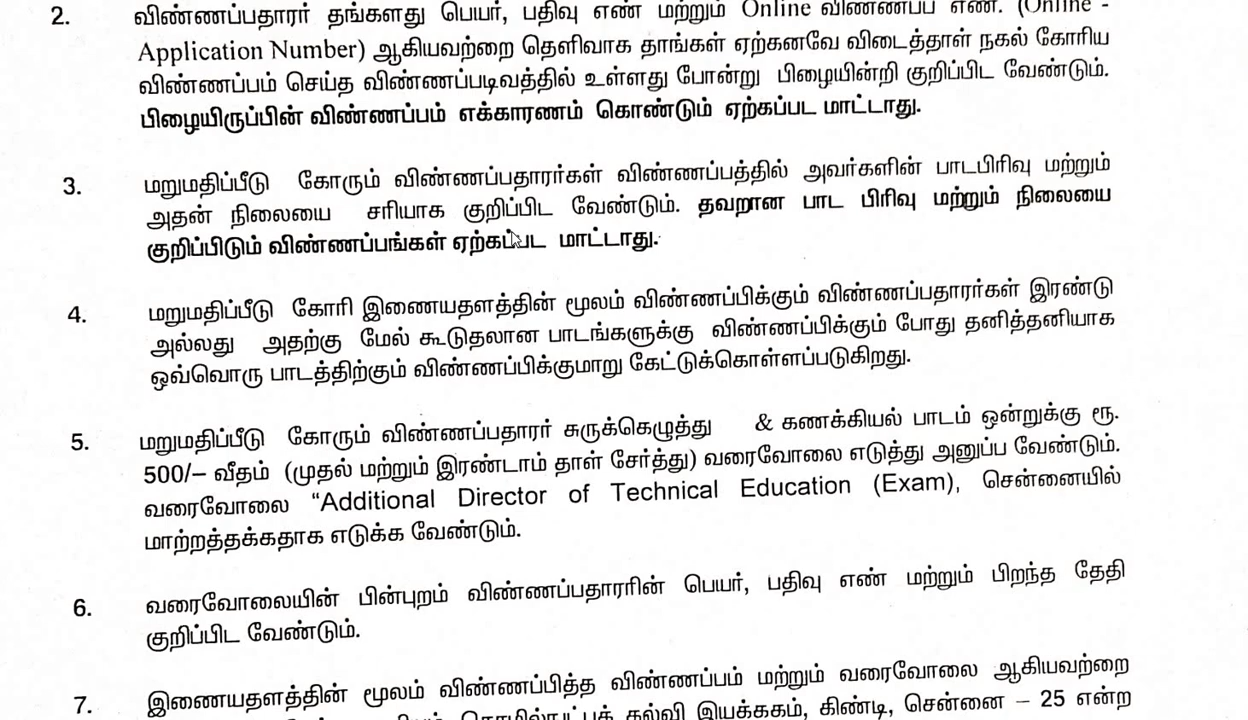 2. விண்ணப்பதாரர் தங்களது பெயர், பதிவு எண் மற்றும் Online விண்ணப்ப எண். (Online -
Application Number) ஆகியவற்றை தெளிவாக தாங்கள் ஏற்கனவே விடைத்தாள் நகல் கோரிய
விண்ணப்பம் செய்த விண்ணப்படிவத்தில் உள்ளது போன்று பிழையின்றி குறிப்பிட வேண்டும்.
பிழையிருப்பின் விண்ணப்பம் எக்காரணம் கொண்டும் ஏற்கப்பட மாட்டாது.
3. மறுமதிப்பீடு கோரும் விண்ணப்பதாரர்கள் விண்ணப்பத்தில் அவர்களின் பாடபிரிவு மற்றும்
அதன் நிலையை சரியாக குறிப்பிட வேண்டும். தவறான பாட பிரிவு மற்றும் நிலையை
குறிப்பிடும் விண்ணப்பங்கள் ஏற்கப்பட மாட்டாது.
4. மறுமதிப்பீடு கோரி இணையதளத்தின் மூலம் விண்ணப்பிக்கும் விண்ணப்பதாரர்கள் இரண்டு
அல்லது அதற்கு மேல் கூடுதலான பாடங்களுக்கு விண்ணப்பிக்கும் போது தனித்தனியாக
ஒவ்வொரு பாடத்திற்கும் விண்ணப்பிக்குமாறு கேட்டுக்கொள்ளப்படுகிறது.
5. மறுமதிப்பீடு கோரும் விண்ணப்பதாரர் சுருக்கெழுத்து & கணக்கியல் பாடம் ஒன்றுக்கு ரூ.
500/– வீதம் (முதல் மற்றும் இரண்டாம் தாள் சேர்த்து) வரைவோலை எடுத்து அனுப்ப வேண்டும்.
வரைவோலை “Additional Director of Technical Education (Exam), சென்னையில்
மாற்றத்தக்கதாக எடுக்க வேண்டும்.
6. வரைவோலையின் பின்புறம் விண்ணப்பதாரரின் பெயர், பதிவு எண் மற்றும் பிறந்த தேதி
குறிப்பிட வேண்டும்.
7. இணையதளத்தின் மூலம் விண்ணப்பித்த விண்ணப்பம் மற்றும் வரைவோலை ஆகியவற்றை
கல்வி இயக்ககம், கிண்டி, சென்னை – 25 என்ற